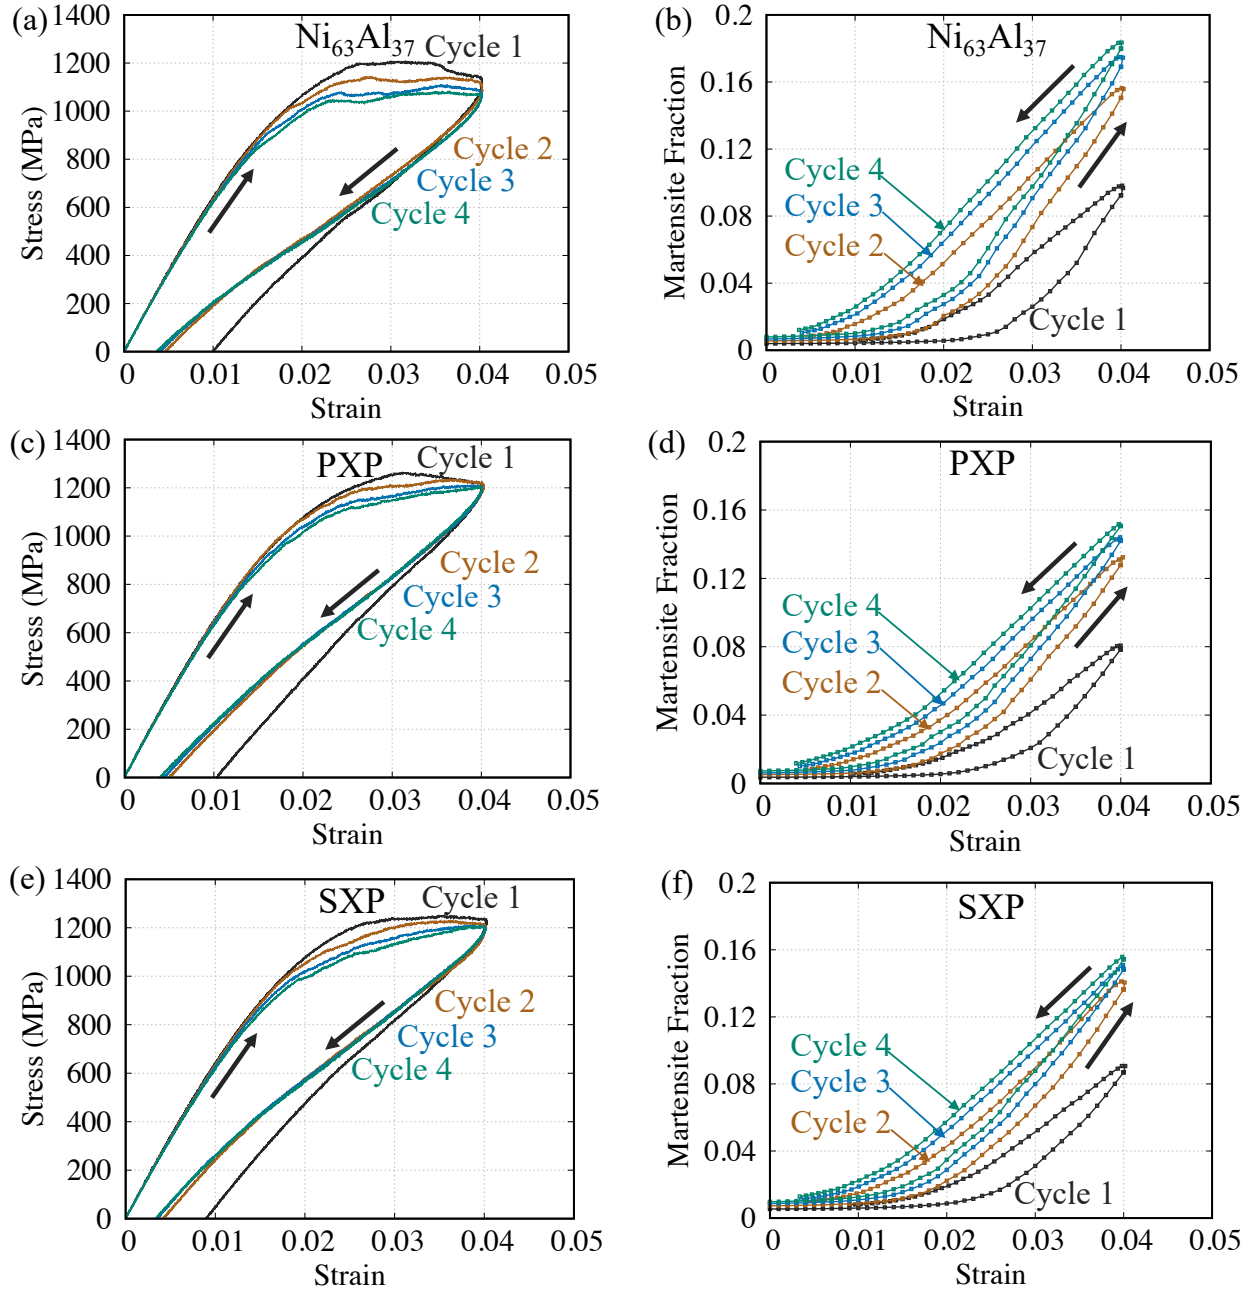 (a)
Ni63Al37
Cycle 1
Cycle 2
Cycle 3
Cycle 4
Stress (MPa)
1400
1200
1000
800
600
400
200
0
0 0.01 0.02 0.03 0.04 0.05
Strain
(b)
Ni63Al37
Cycle 4
Cycle 3
Cycle 2
Cycle 1
Martensite Fraction
0.2
0.16
0.12
0.08
0.04
0
0 0.01 0.02 0.03 0.04 0.05
Strain
(c)
PXP
Cycle 1
Cycle 2
Cycle 3
Cycle 4
Stress (MPa)
1400
1200
1000
800
600
400
200
0
0 0.01 0.02 0.03 0.04 0.05
Strain
(d)
PXP
Cycle 4
Cycle 3
Cycle 2
Cycle 1
Martensite Fraction
0.2
0.16
0.12
0.08
0.04
0
0 0.01 0.02 0.03 0.04 0.05
Strain
(e)
SXP
Cycle 1
Cycle 2
Cycle 3
Cycle 4
Stress (MPa)
1400
1200
1000
800
600
400
200
0
0 0.01 0.02 0.03 0.04 0.05
Strain
(f)
SXP
Cycle 4
Cycle 3
Cycle 2
Cycle 1
Martensite Fraction
0.2
0.16
0.12
0.08
0.04
0
0 0.01 0.02 0.03 0.04 0.05
Strain